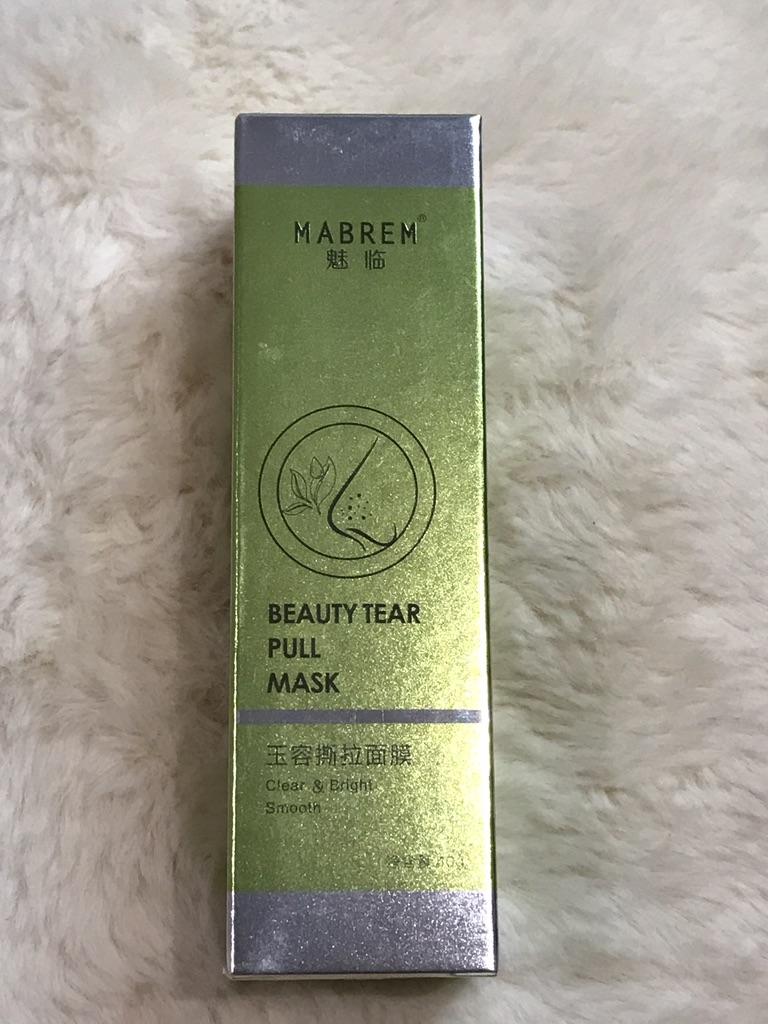 MABREM®
魅临
BEAUTY TEAR
PULL
MASK
玉容撕拉面膜
Clear & Bright
Smooth